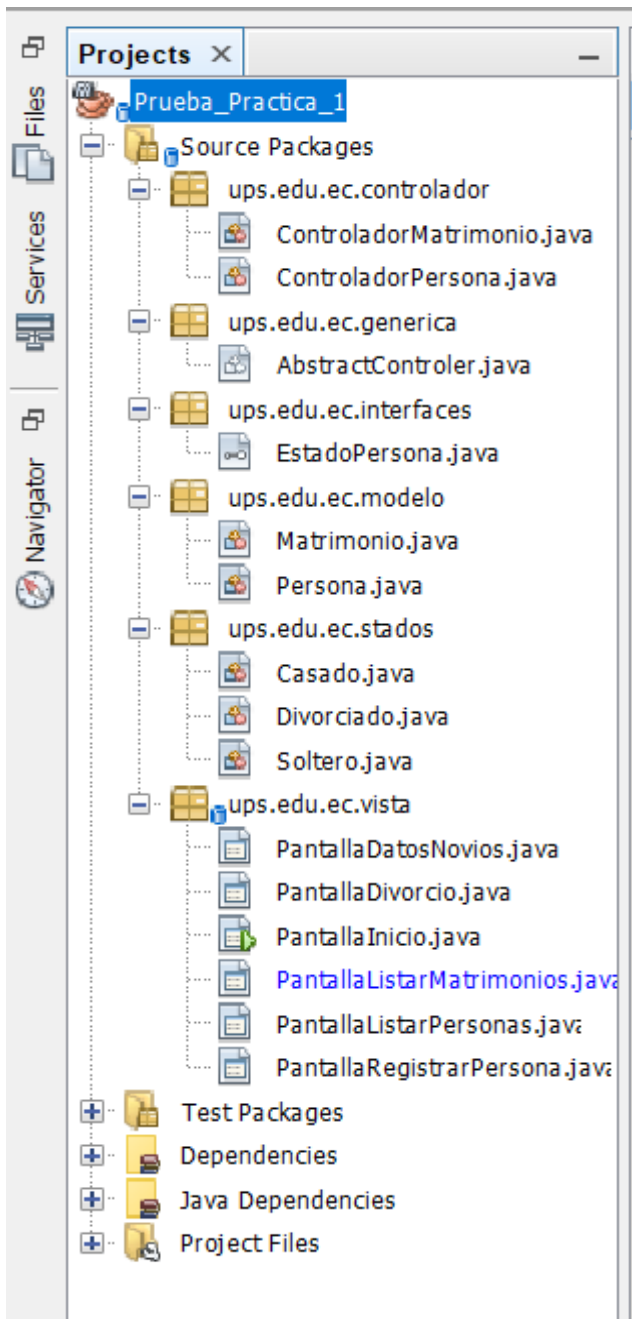 Projects
Files
Services
Navigator
Prueba_Practica_1
Source Packages
ups.edu.ec.controlador
ControladorMatrimonio.java
ControladorPersona.java
ups.edu.ec.generica
AbstractControler.java
ups.edu.ec.interfaces
EstadoPersona.java
ups.edu.ec.modelo
Matrimonio.java
Persona.java
ups.edu.ec.stados
Casado.java
Divorciado.java
Soltero.java
ups.edu.ec.vista
PantallaDatosNovios.java
PantallaDivorcio.java
PantallaInicio.java
PantallaListarMatrimonios.java
PantallaListarPersonas.java
PantallaRegistrarPersona.java
Test Packages
Dependencies
Java Dependencies
Project Files